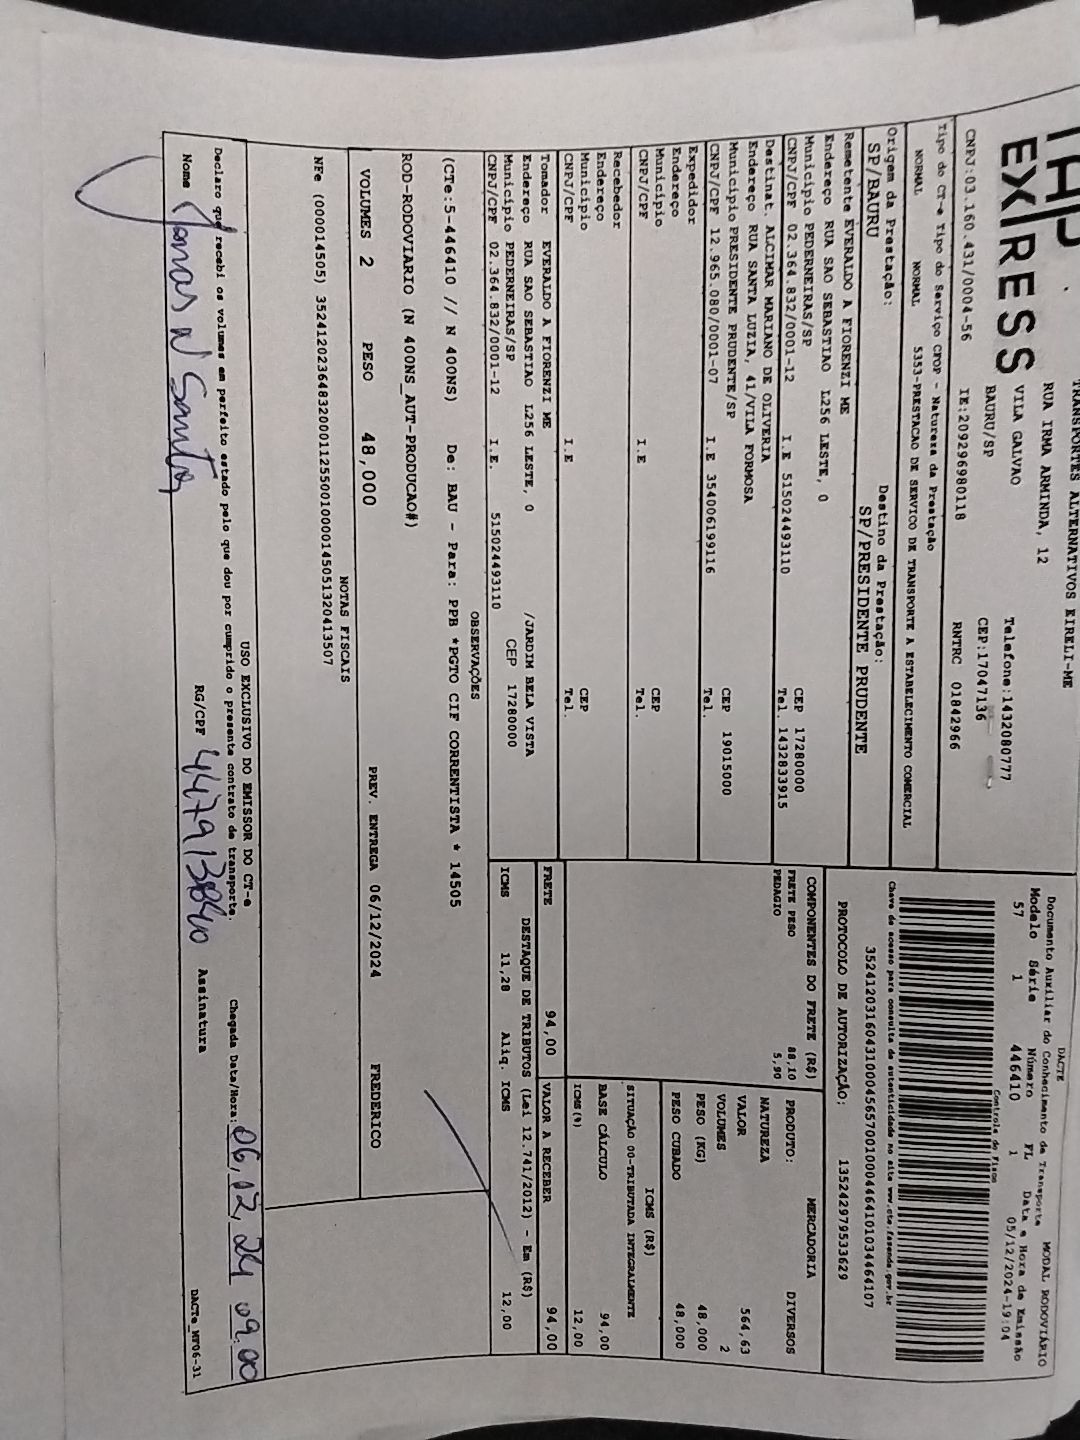 TRANSPORTES ALTERNATIVOS EIRELI-ME
EXPRESS
RUA IRMA ARMINDA, 12
VILA GALVAO
BAURU/SP
Telefone:1432080777
CEP:17047136
CNPJ:03.160.431/0004-56 IE:209296980118 RNTRC 01842966
DACTE
Documento Auxiliar do Conhecimento de Transporte MODAL RODOVIÁRIO
Modelo Série Número FL Data e Hora de Emissão
57 1 446410 1 05/12/2024-19:04
Controle do Fisco
Chave de acesso para consulta de autenticidade no site www.cte.fazenda.gov.br
35241203160431000456570010004464101034464107
PROTOCOLO DE AUTORIZAÇÃO: 135242979533629
Tipo do CT-e Tipo do Serviço CFOP - Natureza da Prestação
NORMAL NORMAL 5353-PRESTACAO DE SERVICO DE TRANSPORTE A ESTABELECIMENTO COMERCIAL
Origem da Prestação: Destino da Prestação:
SP/BAURU SP/PRESIDENTE PRUDENTE
Remetente EVERALDO A FIORENZI ME
Endereço RUA SAO SEBASTIAO L256 LESTE, 0
Município PEDERNEIRAS/SP CEP 17280000
CNPJ/CPF 02.364.832/0001-12 I.E 515024493110 Tel. 1432833915
Destinat. ALCIMAR MARIANO DE OLIVERIA
Endereço RUA SANTA LUZIA, 41/VILA FORMOSA
Município PRESIDENTE PRUDENTE/SP CEP 19015000
CNPJ/CPF 12.965.080/0001-07 I.E 354006199116 Tel.
Expedidor
Endereço
Município CEP
CNPJ/CPF I.E Tel.
Recebedor
Endereço
Município CEP
CNPJ/CPF I.E Tel.
Tomador EVERALDO A FIORENZI ME
Endereço RUA SAO SEBASTIAO L256 LESTE, 0 /JARDIM BELA VISTA
Município PEDERNEIRAS/SP CEP 17280000
CNPJ/CPF 02.364.832/0001-12 I.E. 515024493110
COMPONENTES DO FRETE (R$)
FRETE PESO 88,10
PEDAGIO 5,90
PRODUTO: MERCADORIA
NATUREZA DIVERSOS
VALOR 564,63
VOLUMES 2
PESO (KG) 48,000
PESO CUBADO 48,000
ICMS (R$)
SITUAÇÃO 00-TRIBUTADA INTEGRALMENTE
BASE CÁLCULO 94,00
ICMS(%) 12,00
FRETE 94,00 VALOR A RECEBER 94,00
DESTAQUE DE TRIBUTOS (Lei 12.741/2012) - Em (R$)
ICMS 11,28 Aliq. ICMS 12,00
OBSERVAÇÕES
(CTe:5-446410 // N 400NS) De: BAU - Para: PPB *PGTO CIF CORRENTISTA * 14505
ROD-RODOVIARIO (N 400NS_AUT-PRODUCAO#)
VOLUMES 2 PESO 48,000 PREV. ENTREGA 06/12/2024 FREDERICO
NOTAS FISCAIS
NFe (000014505) 35241202364832000112550010000145051320413507
USO EXCLUSIVO DO EMISSOR DO CT-e
Declaro que recebi os volumes em perfeito estado pelo que dou por cumprido o presente contrato de transporte.
Chegada Data/Hora: 06,12,24 09:00
Nome Jonas N Santos RG/CPF 447913840 Assinatura
DACTe_MT06-31